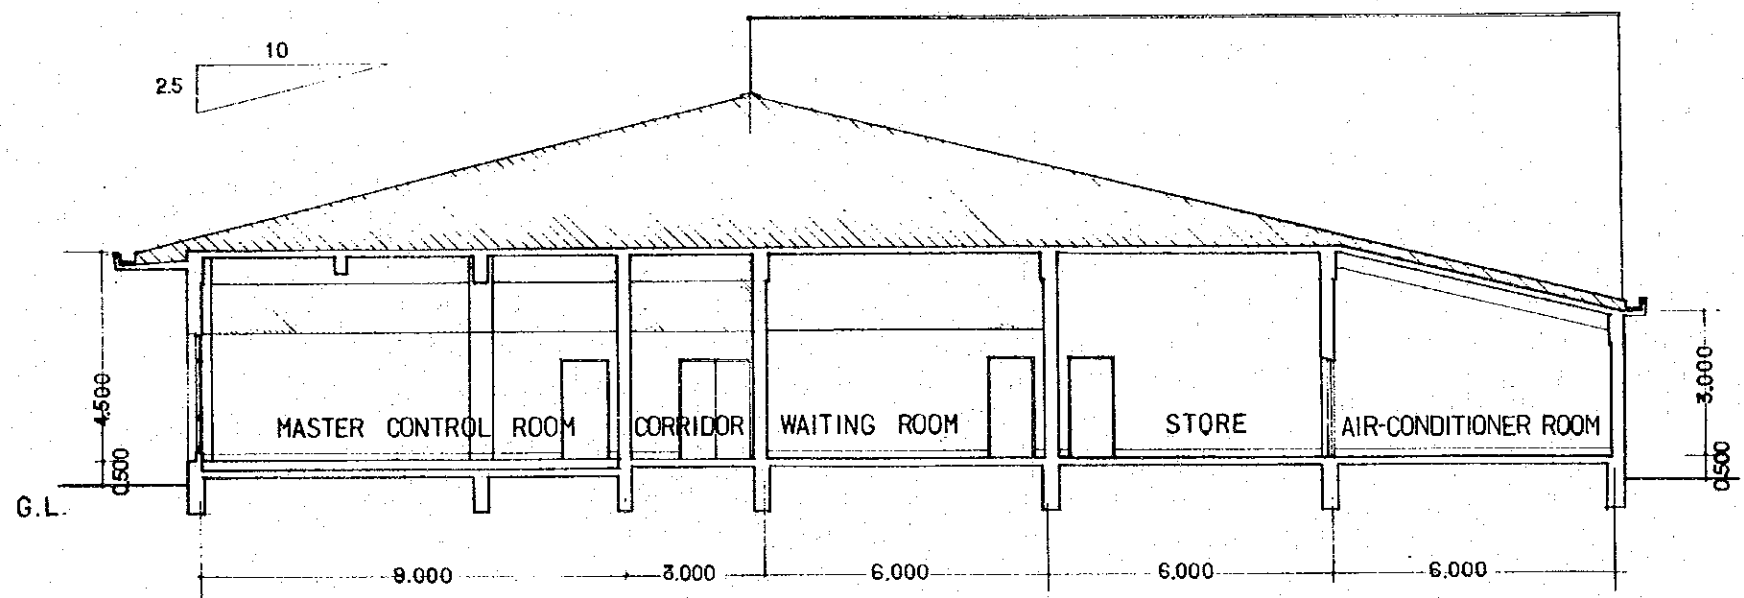 10
2.5
4.500
3.000
MASTER CONTROL ROOM
CORRIDOR
WAITING ROOM
STORE
AIR-CONDITIONER ROOM
0.500
0.500
G.L.
9.000
3.000
6.000
6.000
6.000